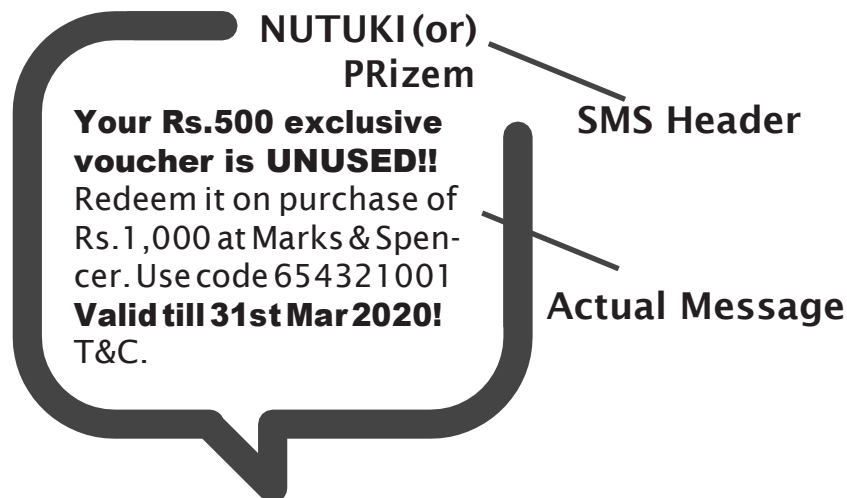 NUTUKI (or)
PRizem
SMS Header
Your Rs.500 exclusive
voucher is UNUSED!!
Redeem it on purchase of
Rs.1,000 at Marks & Spen-
cer. Use code 654321001
Valid till 31st Mar 2020!
T&C.
Actual Message